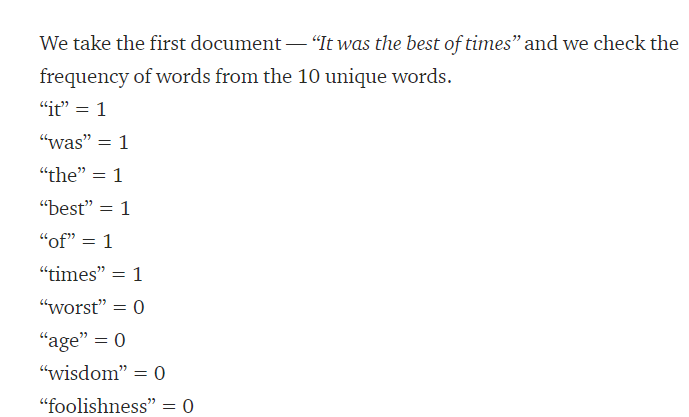 We take the first document — “It was the best of times” and we check the
frequency of words from the 10 unique words.
“it” = 1
“was” = 1
“the” = 1
“best” = 1
“of” = 1
“times” = 1
“worst” = 0
“age” = 0
“wisdom” = 0
“foolishness” = 0